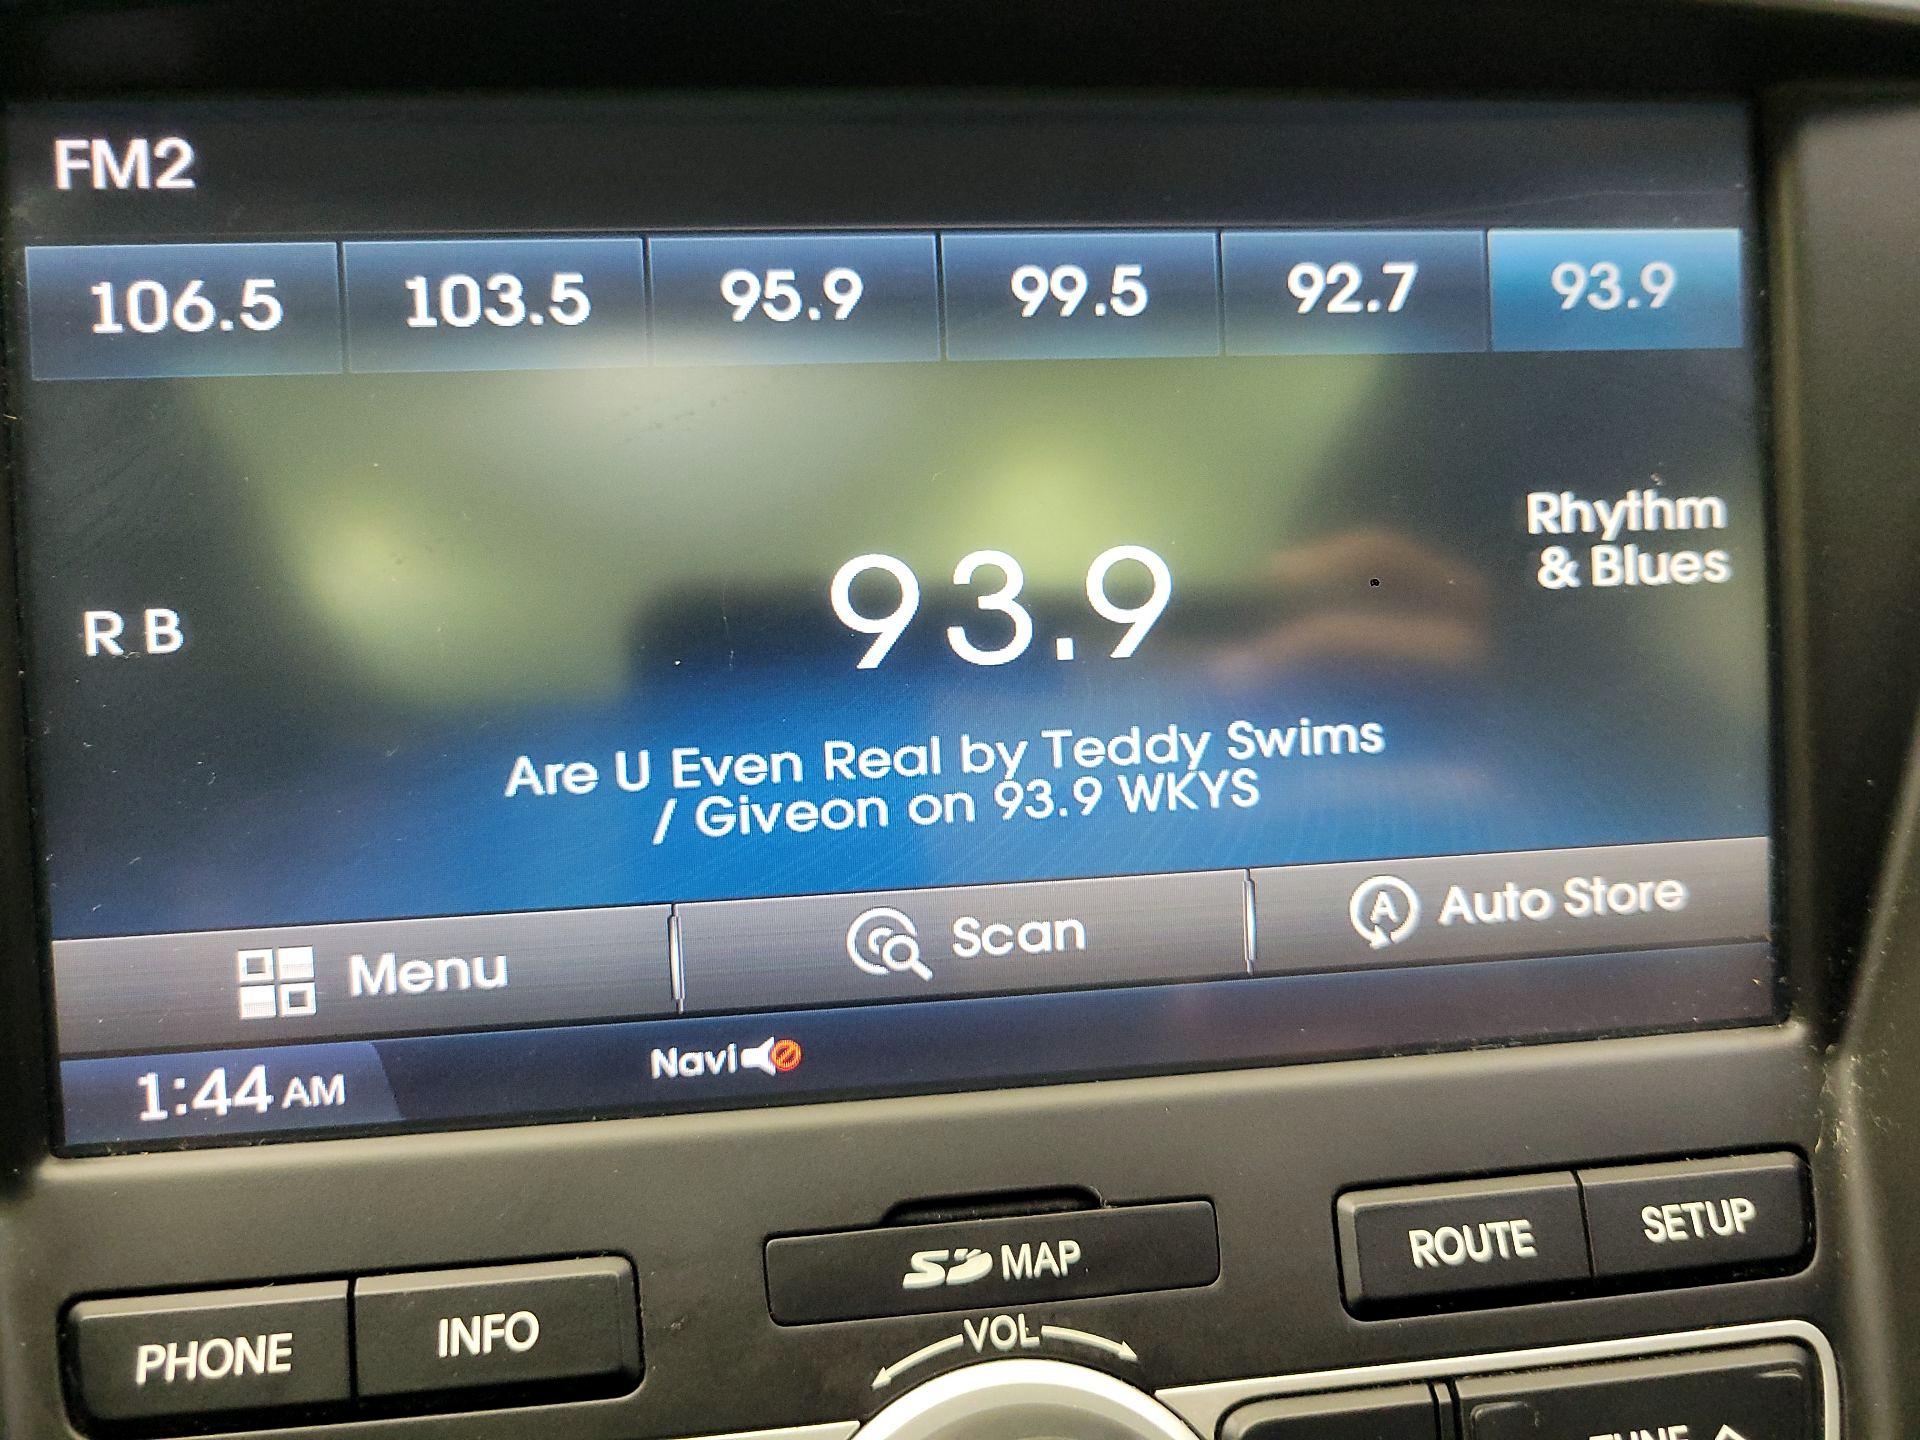 FM2
106.5 103.5 95.9 99.5 92.7 93.9
Rhythm
& Blues
R B
93.9
Are U Even Real by Teddy Swims
/ Giveon on 93.9 WKYS
Menu Scan Auto Store
1:44 AM Navi
SD MAP
ROUTE SETUP
PHONE INFO
VOL
TUNE